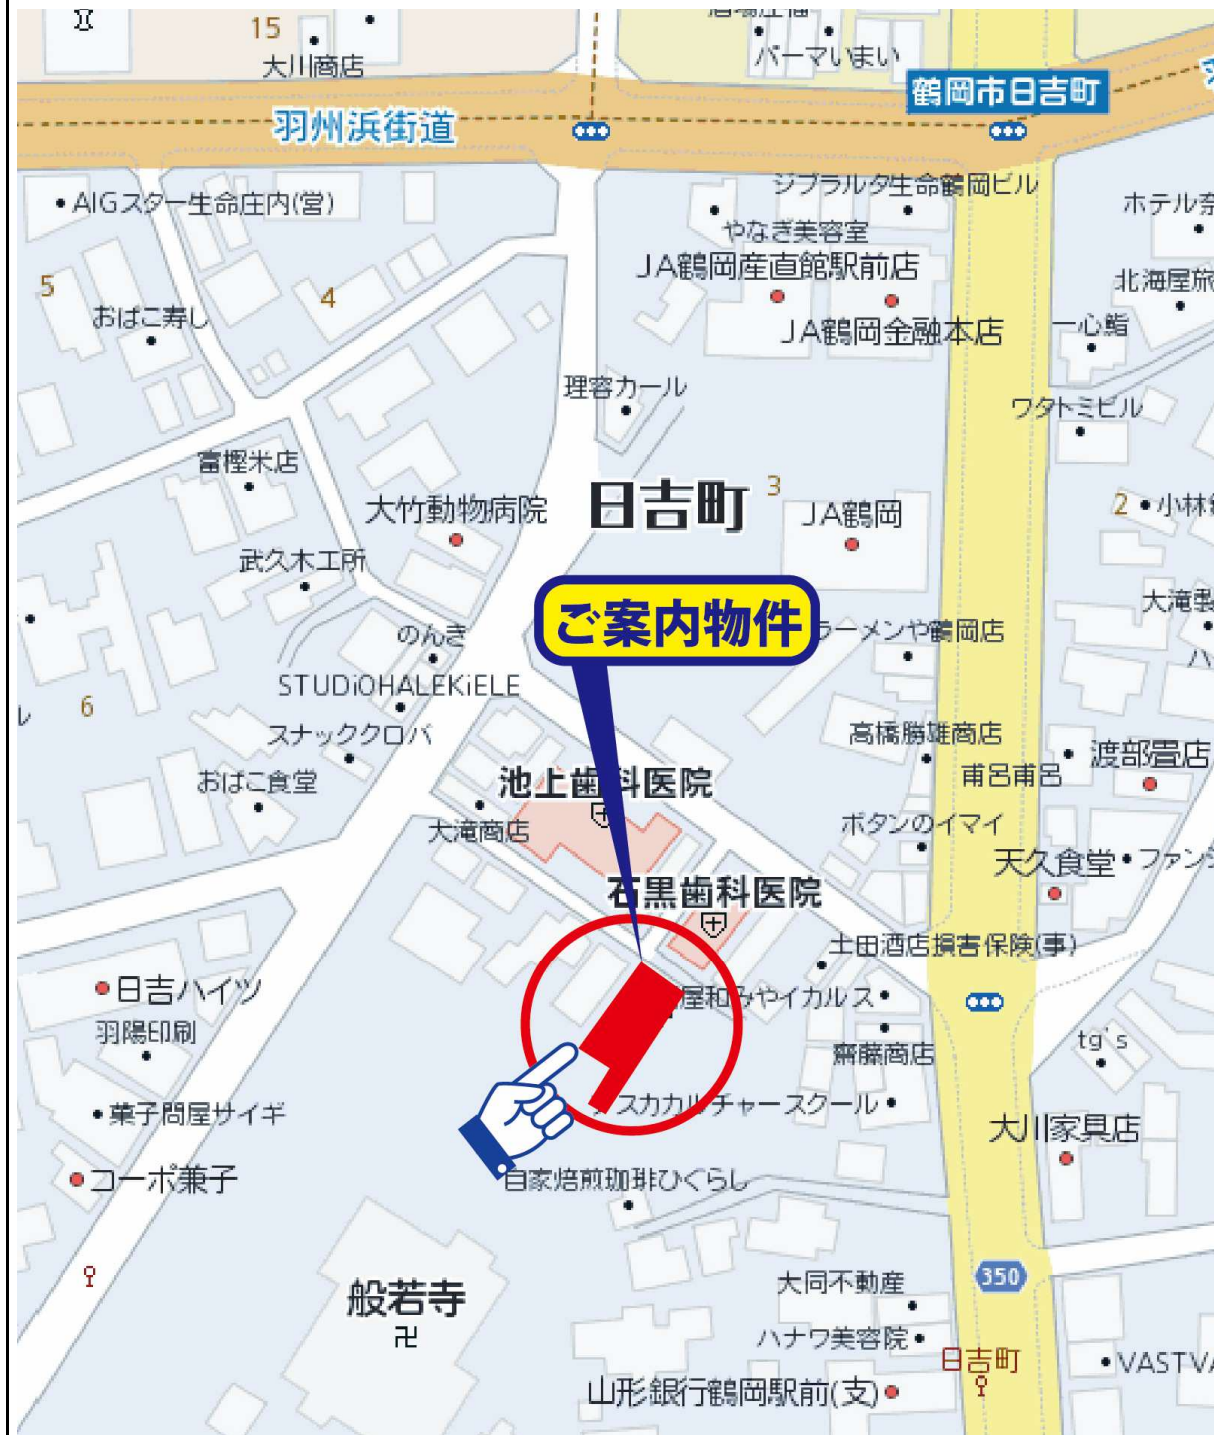 15
大川商店
パーマいまい
鶴岡市日吉町
羽州浜街道
AIGスター生命庄内(営)
ジブラルタ生命鶴岡ビル
やなぎ美容室
JA鶴岡産直館駅前店
5
4
おばこ寿し
JA鶴岡金融本店
一心鮨
理容カール
ワタトミビル
富樫米店
大竹動物病院
日吉町
3
JA鶴岡
2
武久木工所
ご案内物件
のんき
ラーメンや鶴岡店
STUDiOHALEKiELE
6
スナッククロバ
高橋勝雄商店
渡部畳店
おばこ食堂
池上歯科医院
甫呂甫呂
大滝商店
ボタンのイマイ
天久食堂
石黒歯科医院
土田酒店損害保険(事)
日吉ハイツ
屋和みやイカルス
羽陽印刷
齋藤商店
tg's
菓子問屋サイギ
スカカルチャースクール
大川家具店
コーポ兼子
自家焙煎珈琲ひぐらし
350
般若寺
大同不動産
ハナワ美容院
日吉町
山形銀行鶴岡駅前(支)